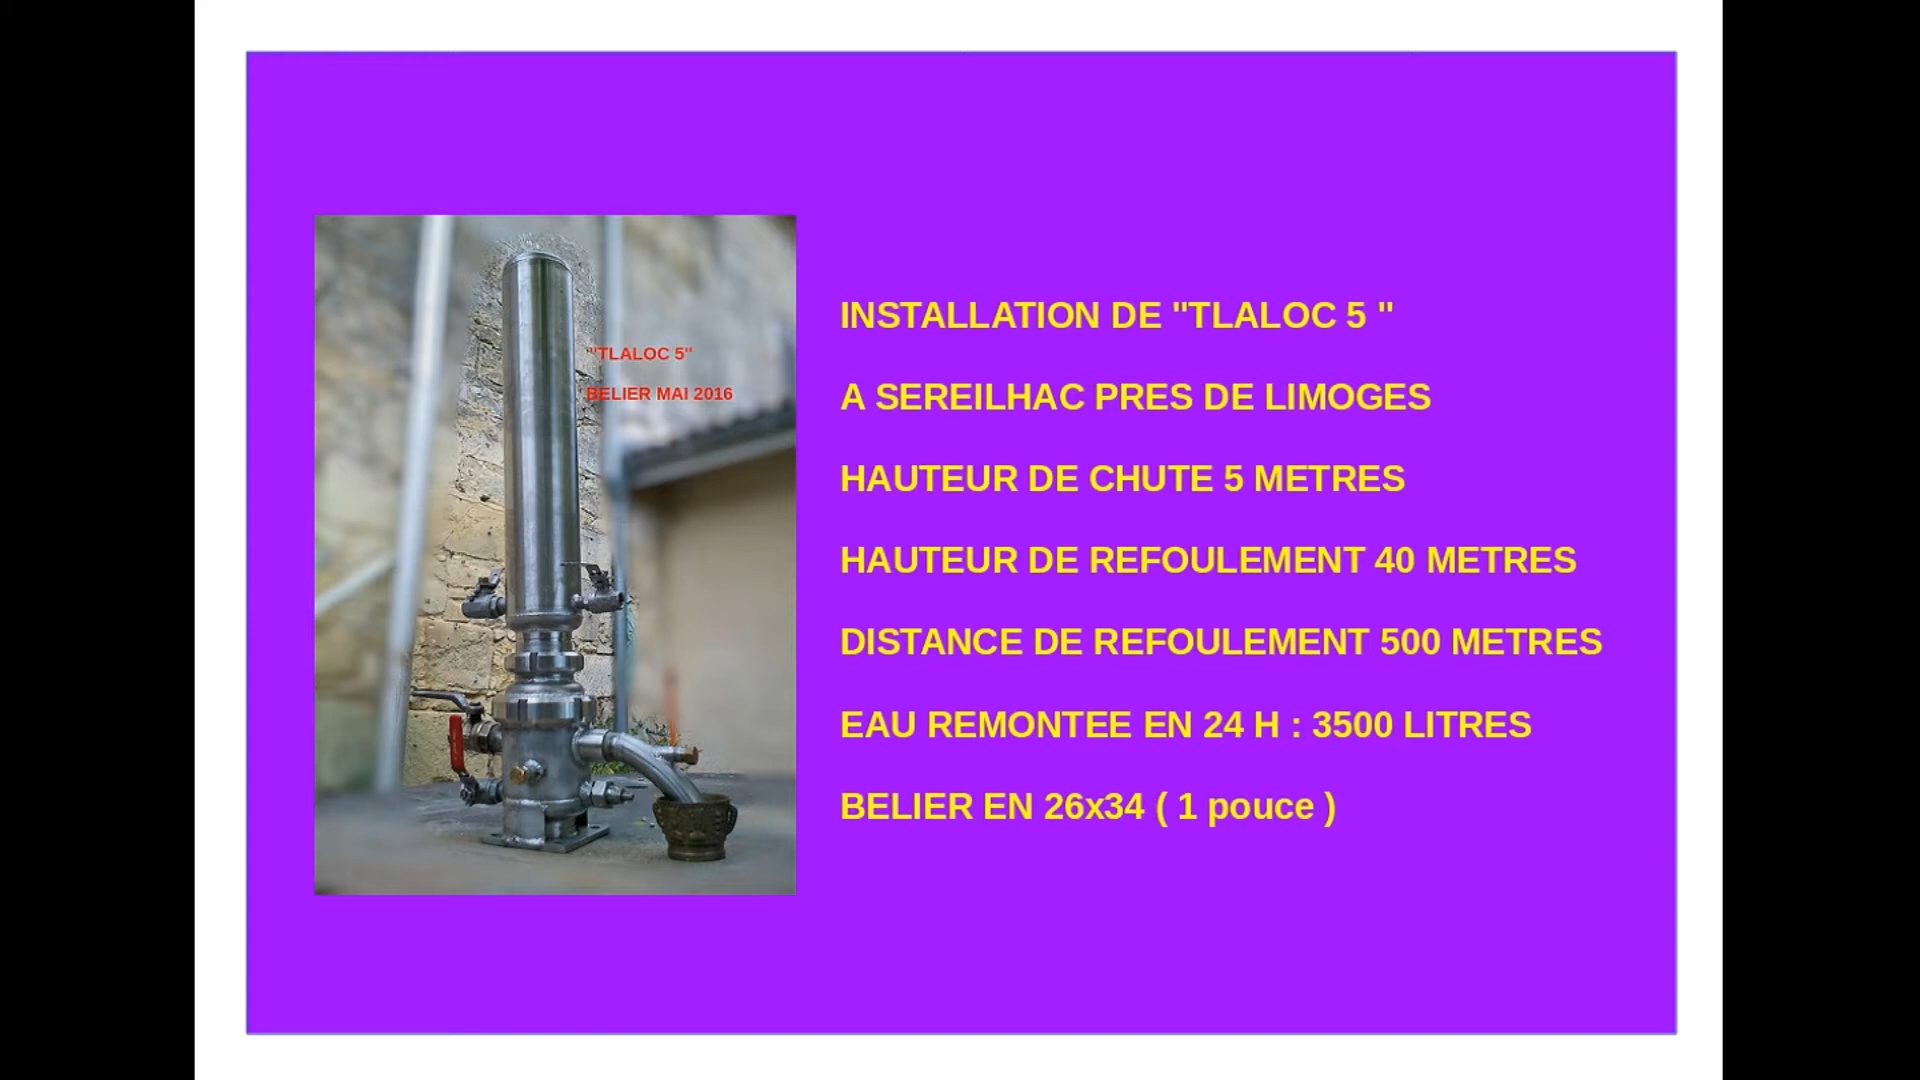 "TLALOC 5"
BELIER MAI 2016
INSTALLATION DE "TLALOC 5 "
A SEREILHAC PRES DE LIMOGES
HAUTEUR DE CHUTE 5 METRES
HAUTEUR DE REFOULEMENT 40 METRES
DISTANCE DE REFOULEMENT 500 METRES
EAU REMONTEE EN 24 H : 3500 LITRES
BELIER EN 26x34 ( 1 pouce )